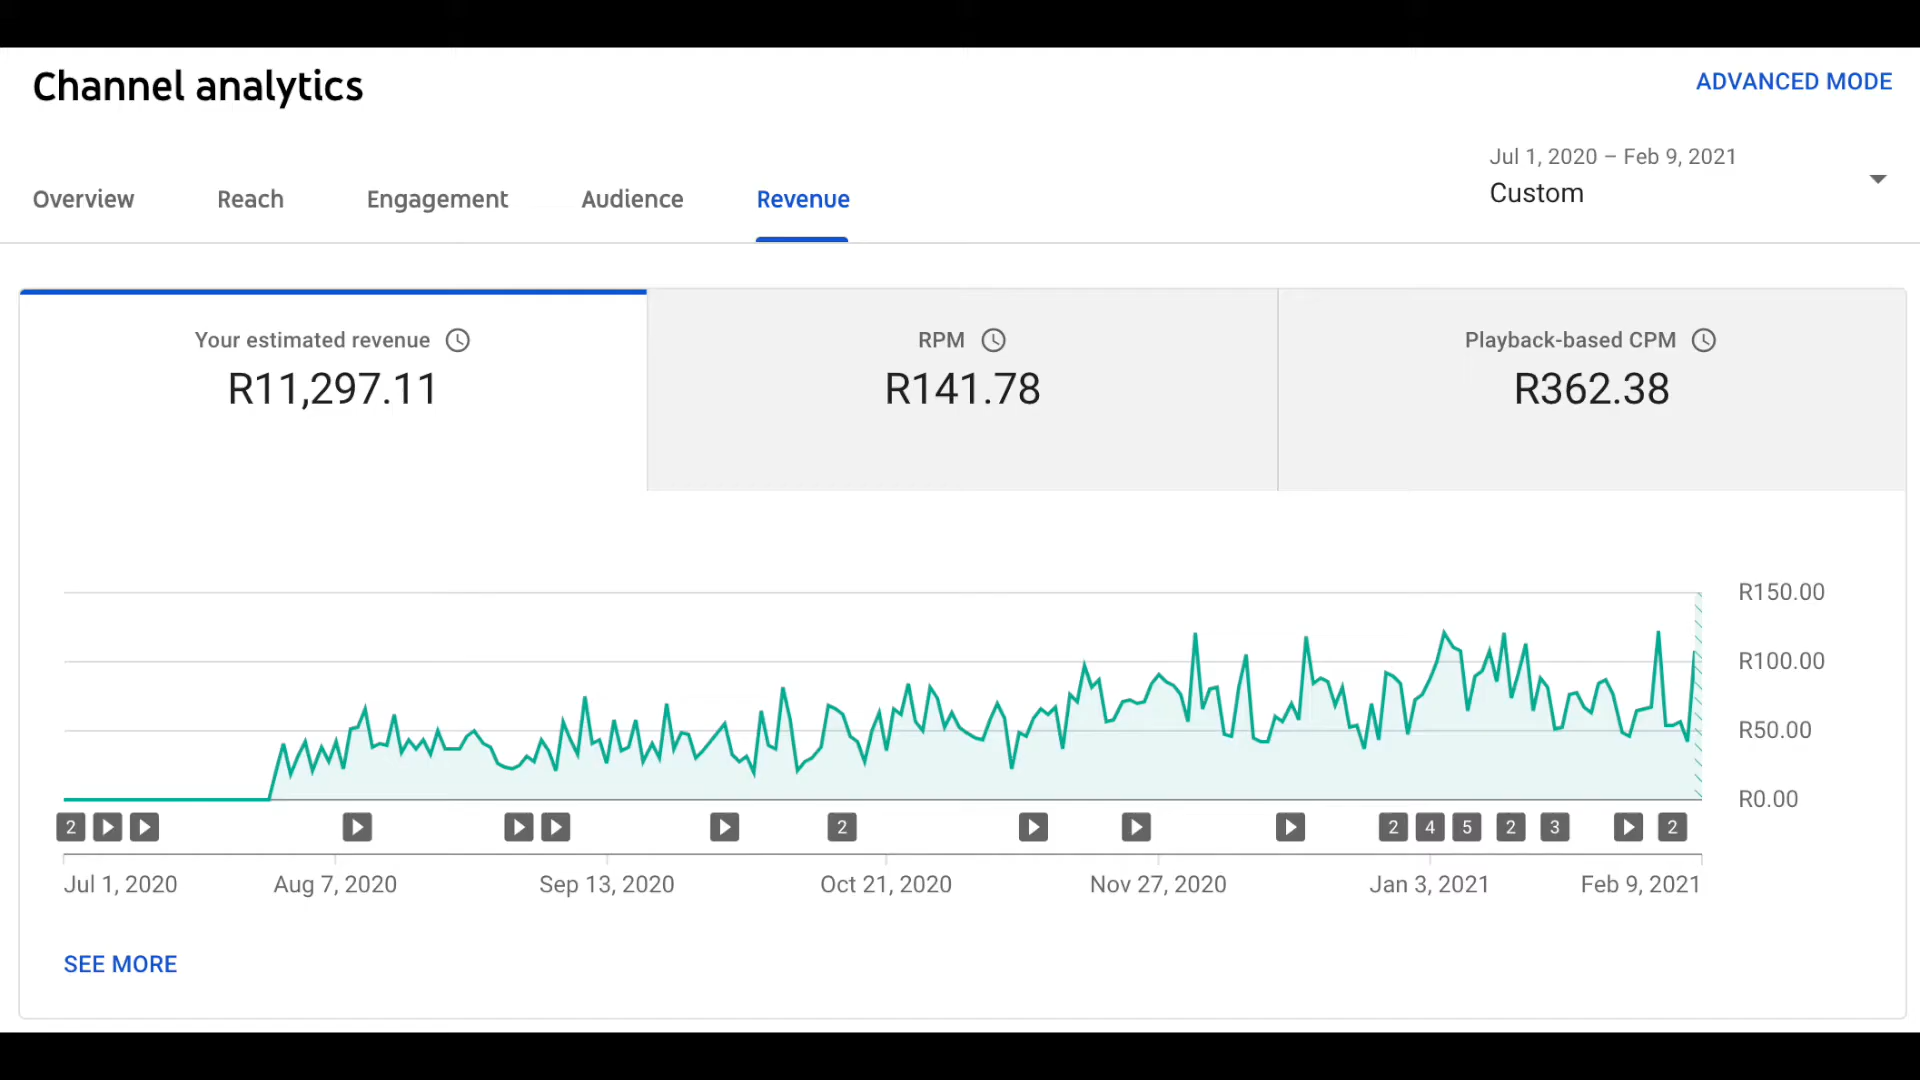 Channel analytics
ADVANCED MODE
Jul 1, 2020 – Feb 9, 2021
Custom
Overview Reach Engagement Audience Revenue
Your estimated revenue RPM Playback-based CPM
R11,297.11 R141.78 R362.38
R150.00
R100.00
R50.00
R0.00
2 2 2 4 5 2 3 2
Jul 1, 2020 Aug 7, 2020 Sep 13, 2020 Oct 21, 2020 Nov 27, 2020 Jan 3, 2021 Feb 9, 2021
SEE MORE